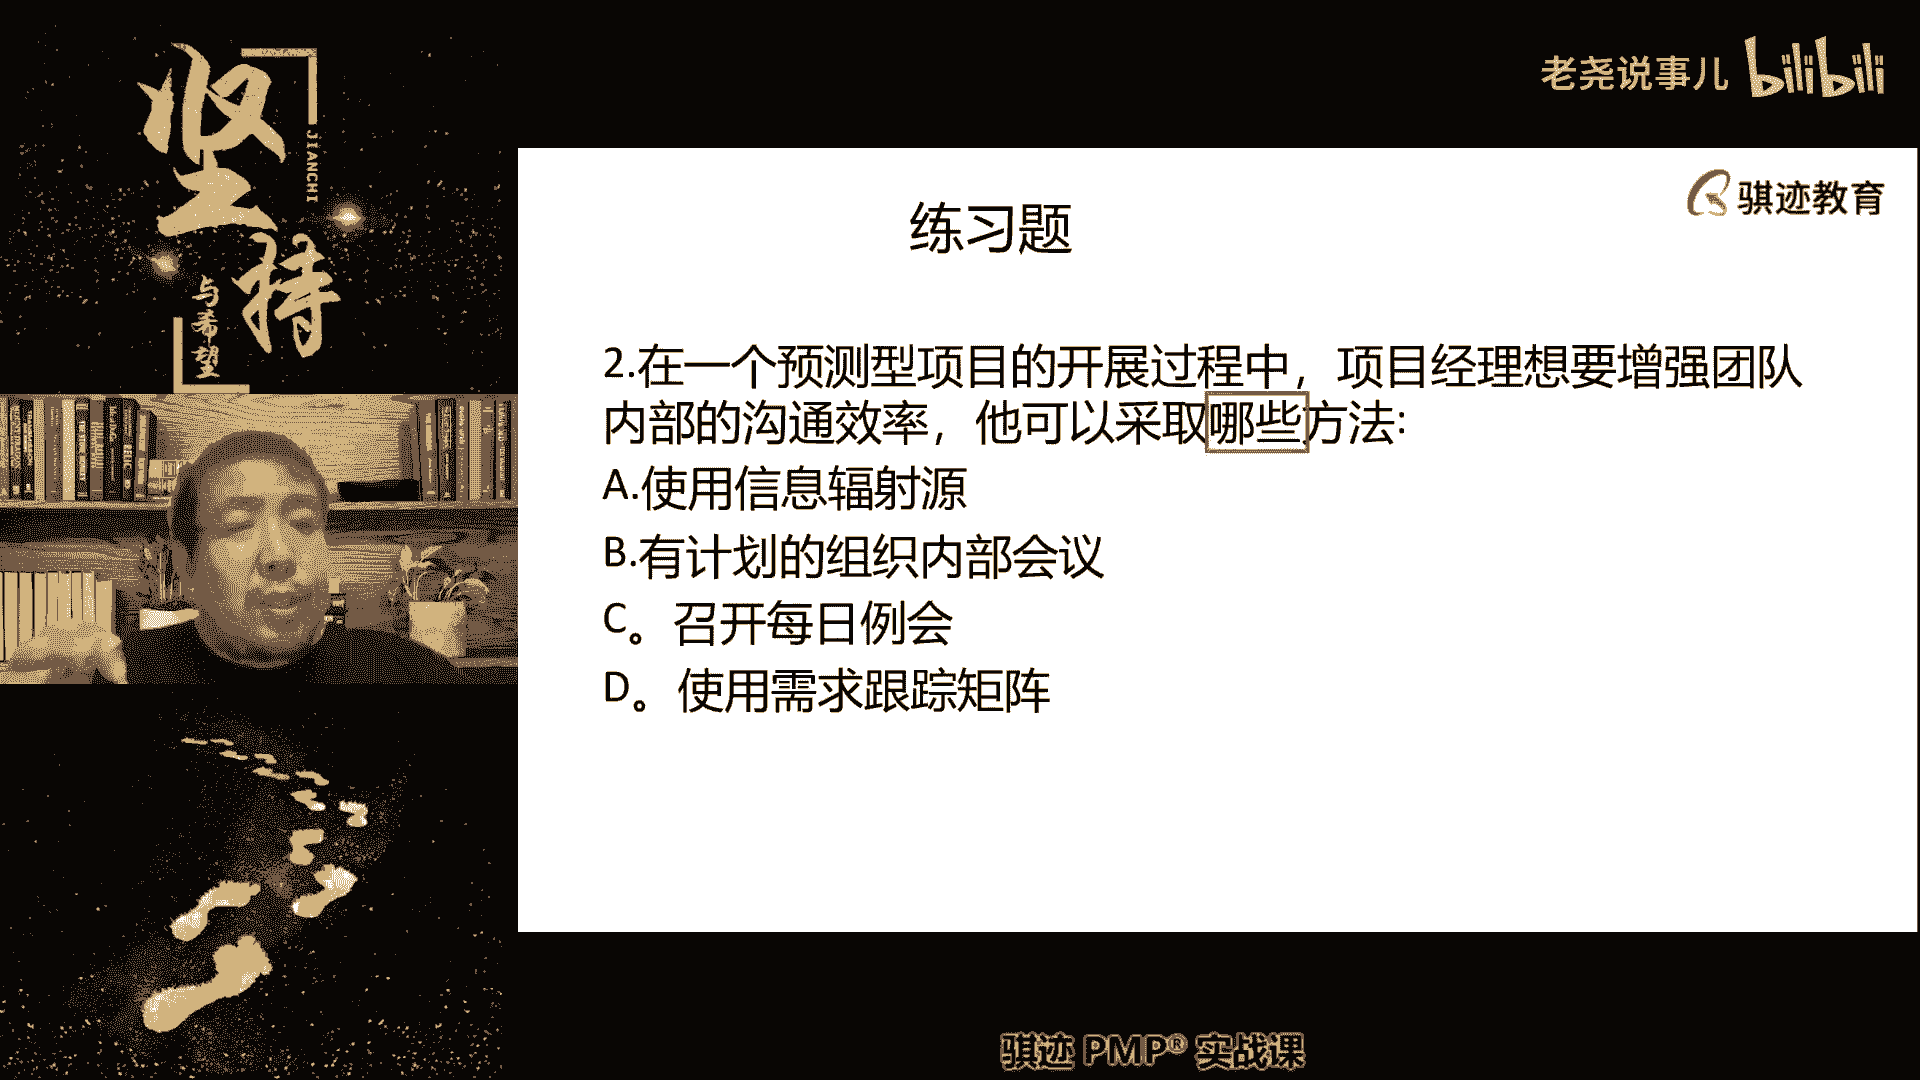 坚持
JIANCHI
与希望
老尧说事儿 bilibili
骐迹教育
练习题
2.在一个预测型项目的开展过程中，项目经理想要增强团队
内部的沟通效率，他可以采取哪些方法:
A.使用信息辐射源
B.有计划的组织内部会议
C。召开每日例会
D。使用需求跟踪矩阵
骐迹 PMP® 实战课